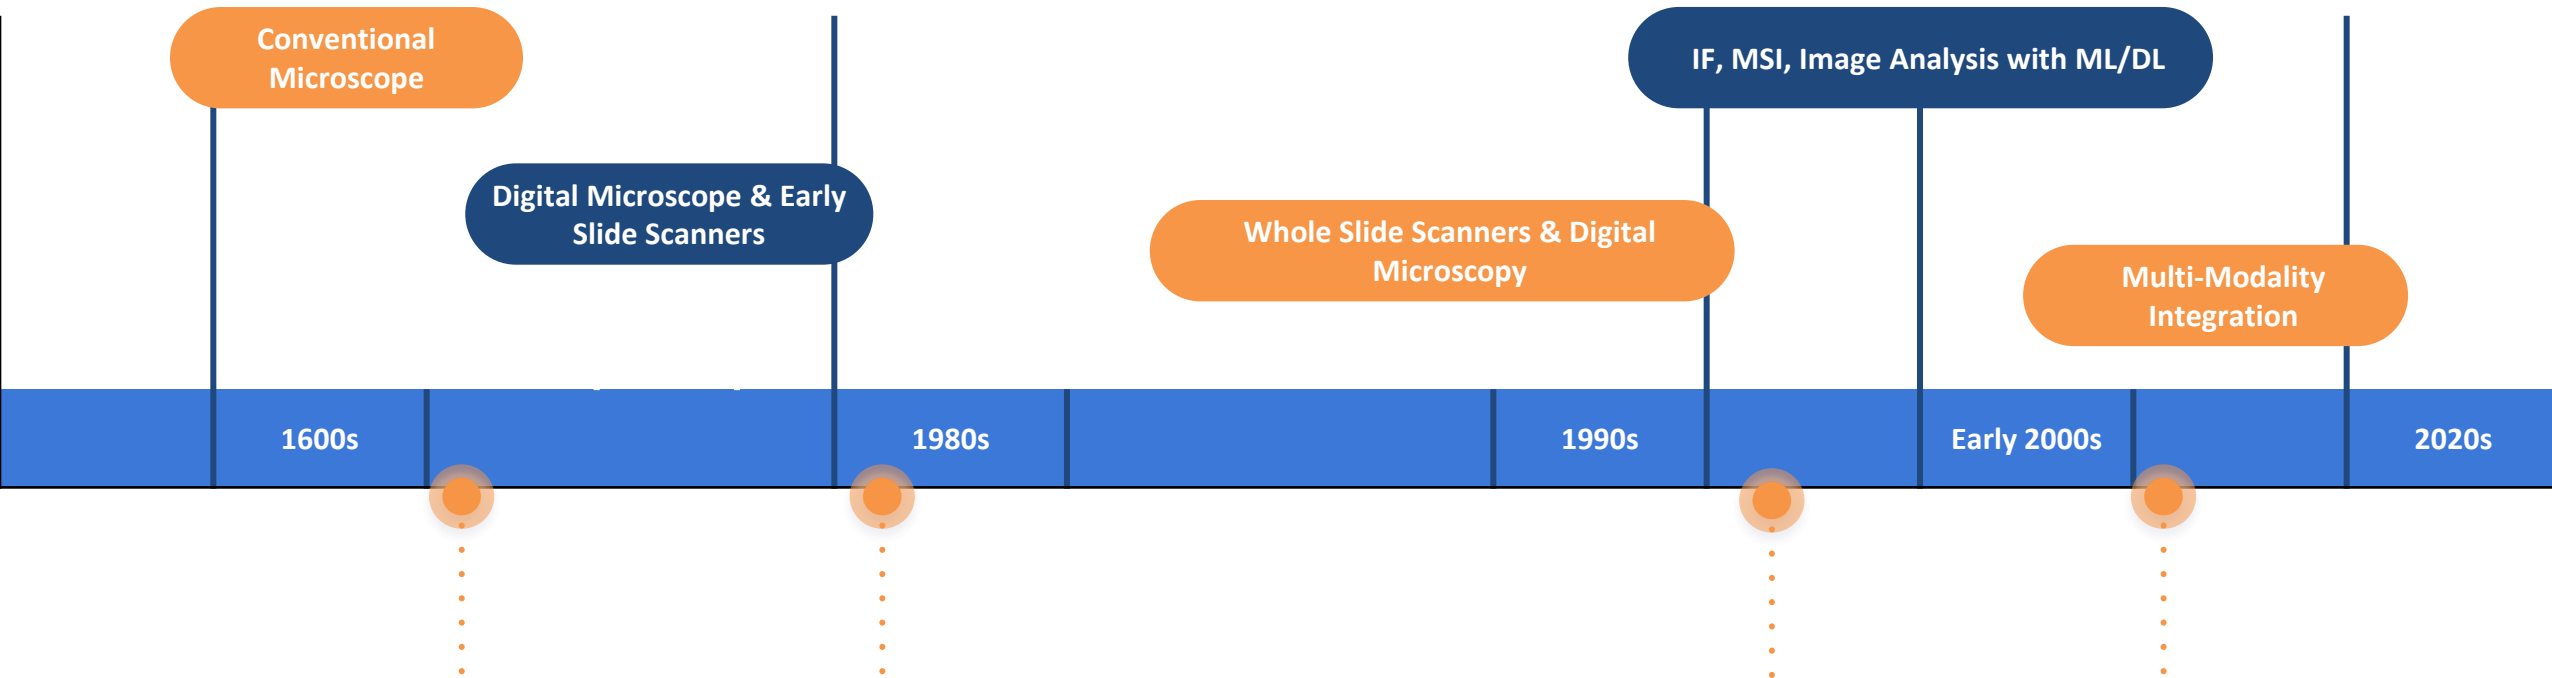 Conventional
Microscope
IF, MSI, Image Analysis with ML/DL
Digital Microscope & Early
Slide Scanners
Whole Slide Scanners & Digital
Microscopy
Multi-Modality
Integration
1600s
1980s
1990s
Early 2000s
2020s